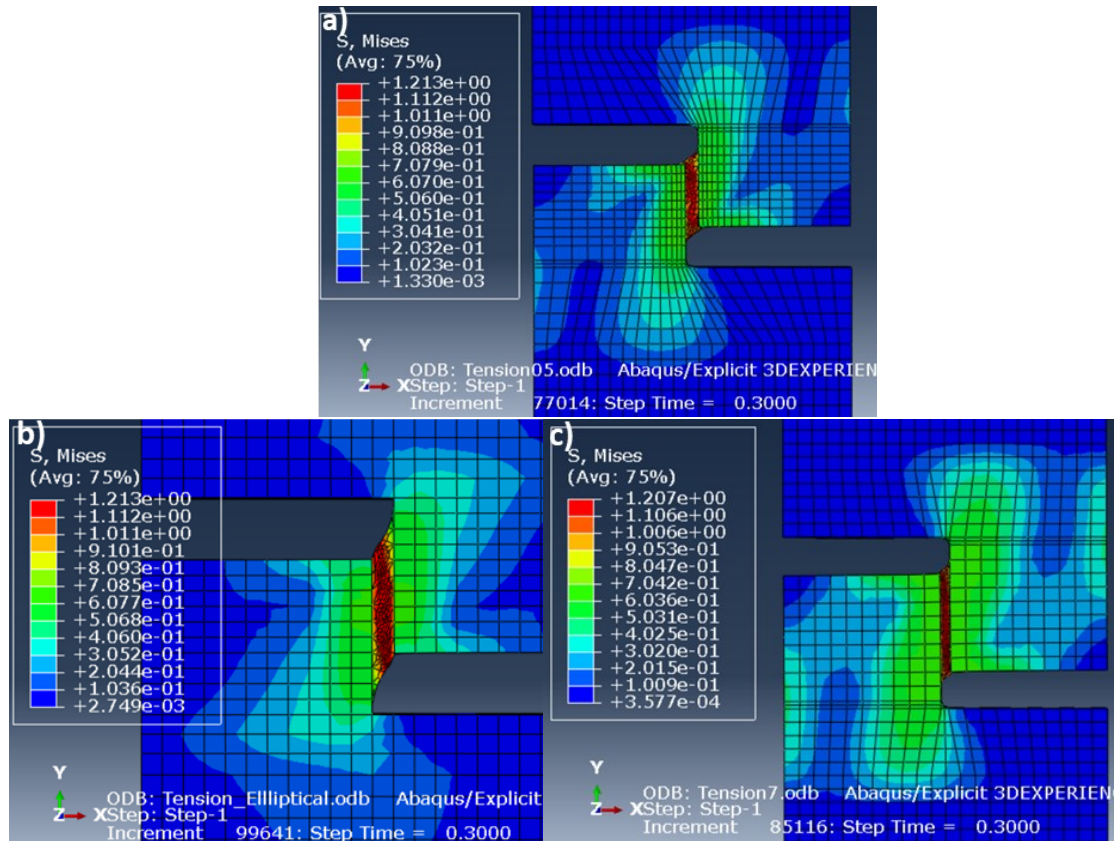 a)
S, Mises
(Avg: 75%)
+1.213e+00
+1.112e+00
+1.011e+00
+9.098e-01
+8.088e-01
+7.079e-01
+6.070e-01
+5.060e-01
+4.051e-01
+3.041e-01
+2.032e-01
+1.023e-01
+1.330e-03
Y
Z X
ODB: Tension05.odb Abaqus/Explicit 3DEXPERIEN
Step: Step-1
Increment 77014: Step Time = 0.3000
b)
S, Mises
(Avg: 75%)
+1.213e+00
+1.112e+00
+1.011e+00
+9.101e-01
+8.093e-01
+7.085e-01
+6.077e-01
+5.068e-01
+4.060e-01
+3.052e-01
+2.044e-01
+1.036e-01
+2.749e-03
Y
Z X
ODB: Tension_Ellliptical.odb Abaqus/Explicit
Step: Step-1
Increment 99641: Step Time = 0.3000
c)
S, Mises
(Avg: 75%)
+1.207e+00
+1.106e+00
+1.006e+00
+9.053e-01
+8.047e-01
+7.042e-01
+6.036e-01
+5.031e-01
+4.025e-01
+3.020e-01
+2.015e-01
+1.009e-01
+3.577e-04
Y
Z X
ODB: Tension7.odb Abaqus/Explicit 3DEXPERIEN
Step: Step-1
Increment 85116: Step Time = 0.3000